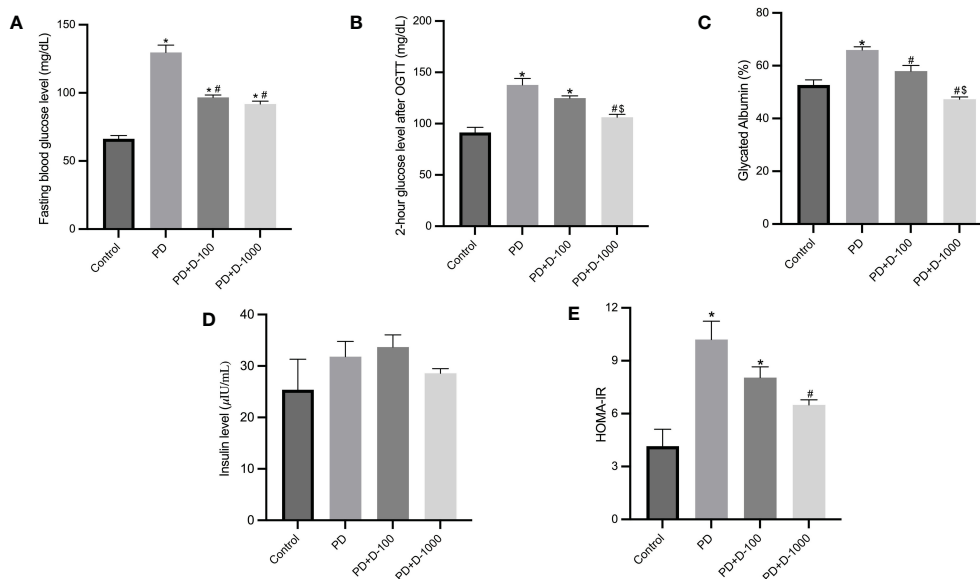 A
Fasting blood glucose level (mg/dL)
150
100
50
0
*
* #
* #
Control
PD
PD+D-100
PD+D-1000
B
2-hour glucose level after OGTT (mg/dL)
200
150
100
50
0
*
*
#$
Control
PD
PD+D-100
PD+D-1000
C
Glycated Albumin (%)
80
60
40
20
0
*
#
#$
Control
PD
PD+D-100
PD+D-1000
D
Insulin level (μIU/mL)
40
30
20
10
0
Control
PD
PD+D-100
PD+D-1000
E
HOMA-IR
12
9
6
3
0
*
*
#
Control
PD
PD+D-100
PD+D-1000